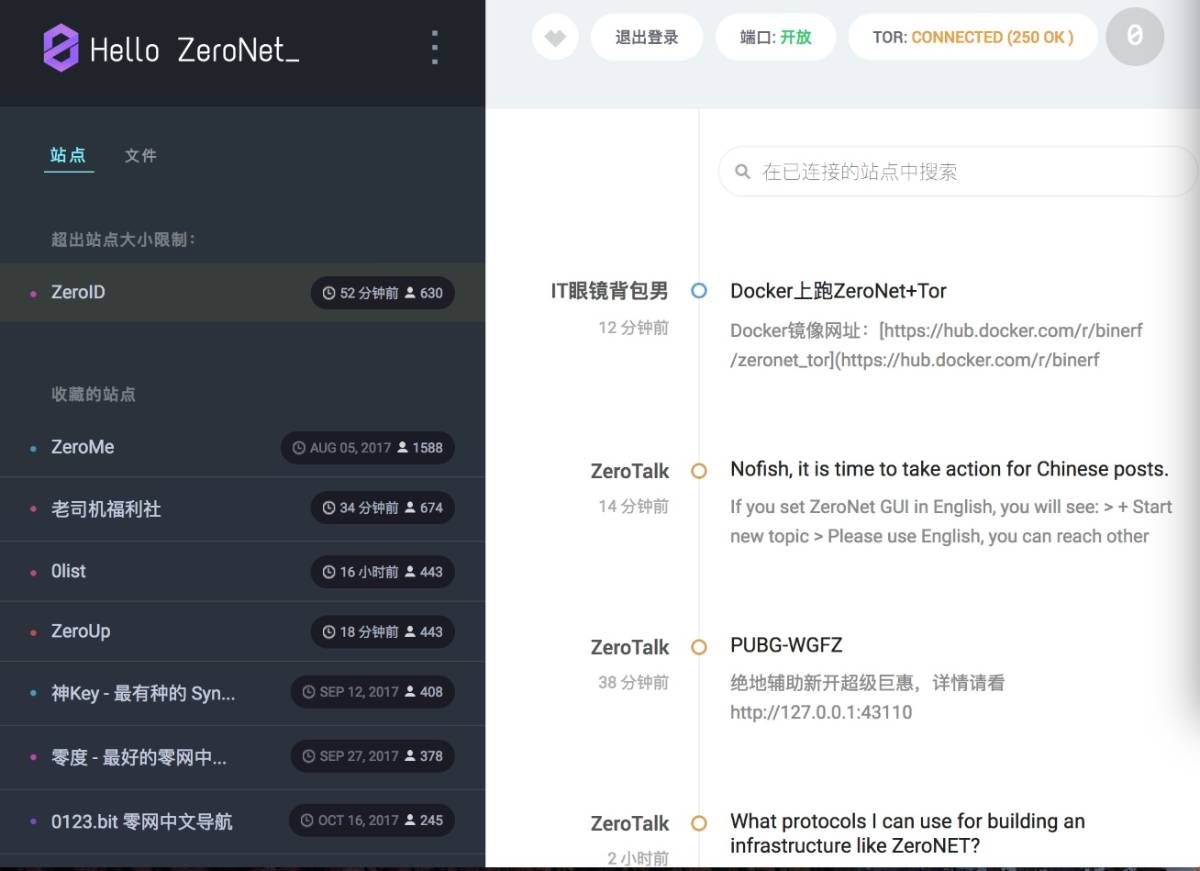 Hello ZeroNet_
站点 文件
超出站点大小限制:
ZeroID 52 分钟前 630
收藏的站点
ZeroMe AUG 05, 2017 1588
老司机福利社 34 分钟前 674
0list 16 小时前 443
ZeroUp 18 分钟前 443
神Key - 最有种的 Syn... SEP 12, 2017 408
零度 - 最好的零网中... SEP 27, 2017 378
0123.bit 零网中文导航 OCT 16, 2017 245
退出登录 端口: 开放 TOR: CONNECTED (250 OK )
在已连接的站点中搜索
IT眼镜背包男 Docker上跑ZeroNet+Tor
12 分钟前 Docker镜像网址：[https://hub.docker.com/r/binerf
/zeronet_tor](https://hub.docker.com/r/binerf
ZeroTalk Nofish, it is time to take action for Chinese posts.
14 分钟前 If you set ZeroNet GUI in English, you will see: > + Start
new topic > Please use English, you can reach other
ZeroTalk PUBG-WGFZ
38 分钟前 绝地辅助新开超级巨惠，详情请看
http://127.0.0.1:43110
ZeroTalk What protocols I can use for building an
infrastructure like ZeroNET?
2 小时前